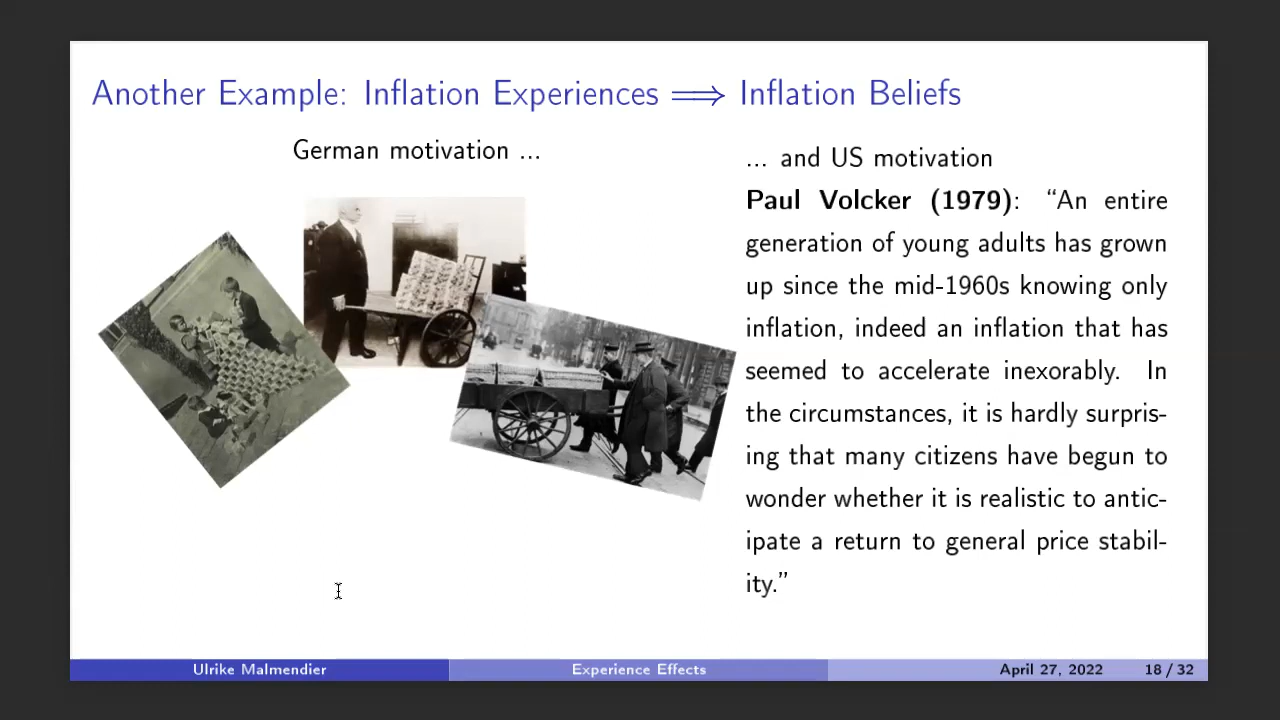 Another Example: Inflation Experiences ⟹ Inflation Beliefs
German motivation ...
... and US motivation
Paul Volcker (1979): “An entire
generation of young adults has grown
up since the mid-1960s knowing only
inflation, indeed an inflation that has
seemed to accelerate inexorably. In
the circumstances, it is hardly surpris-
ing that many citizens have begun to
wonder whether it is realistic to antic-
ipate a return to general price stabil-
ity.”
Ulrike Malmendier
Experience Effects
April 27, 2022
18 / 32